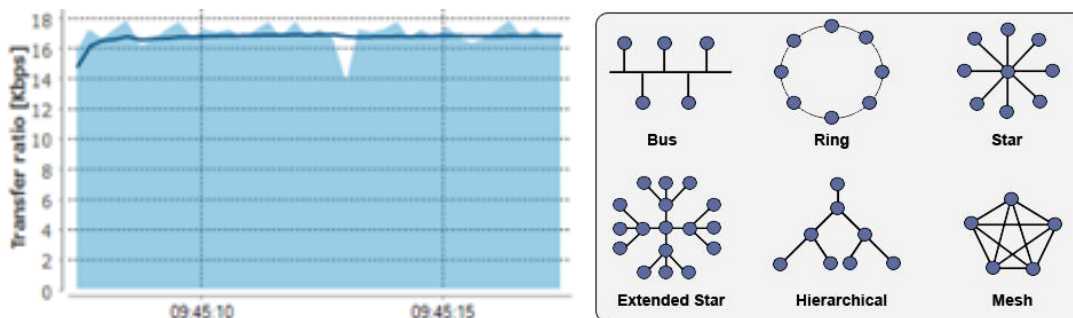 Transfer ratio [Kbps]
18
16
14
12
10
8
6
4
2
0
09:45:10
09:45:15
Bus
Ring
Star
Extended Star
Hierarchical
Mesh